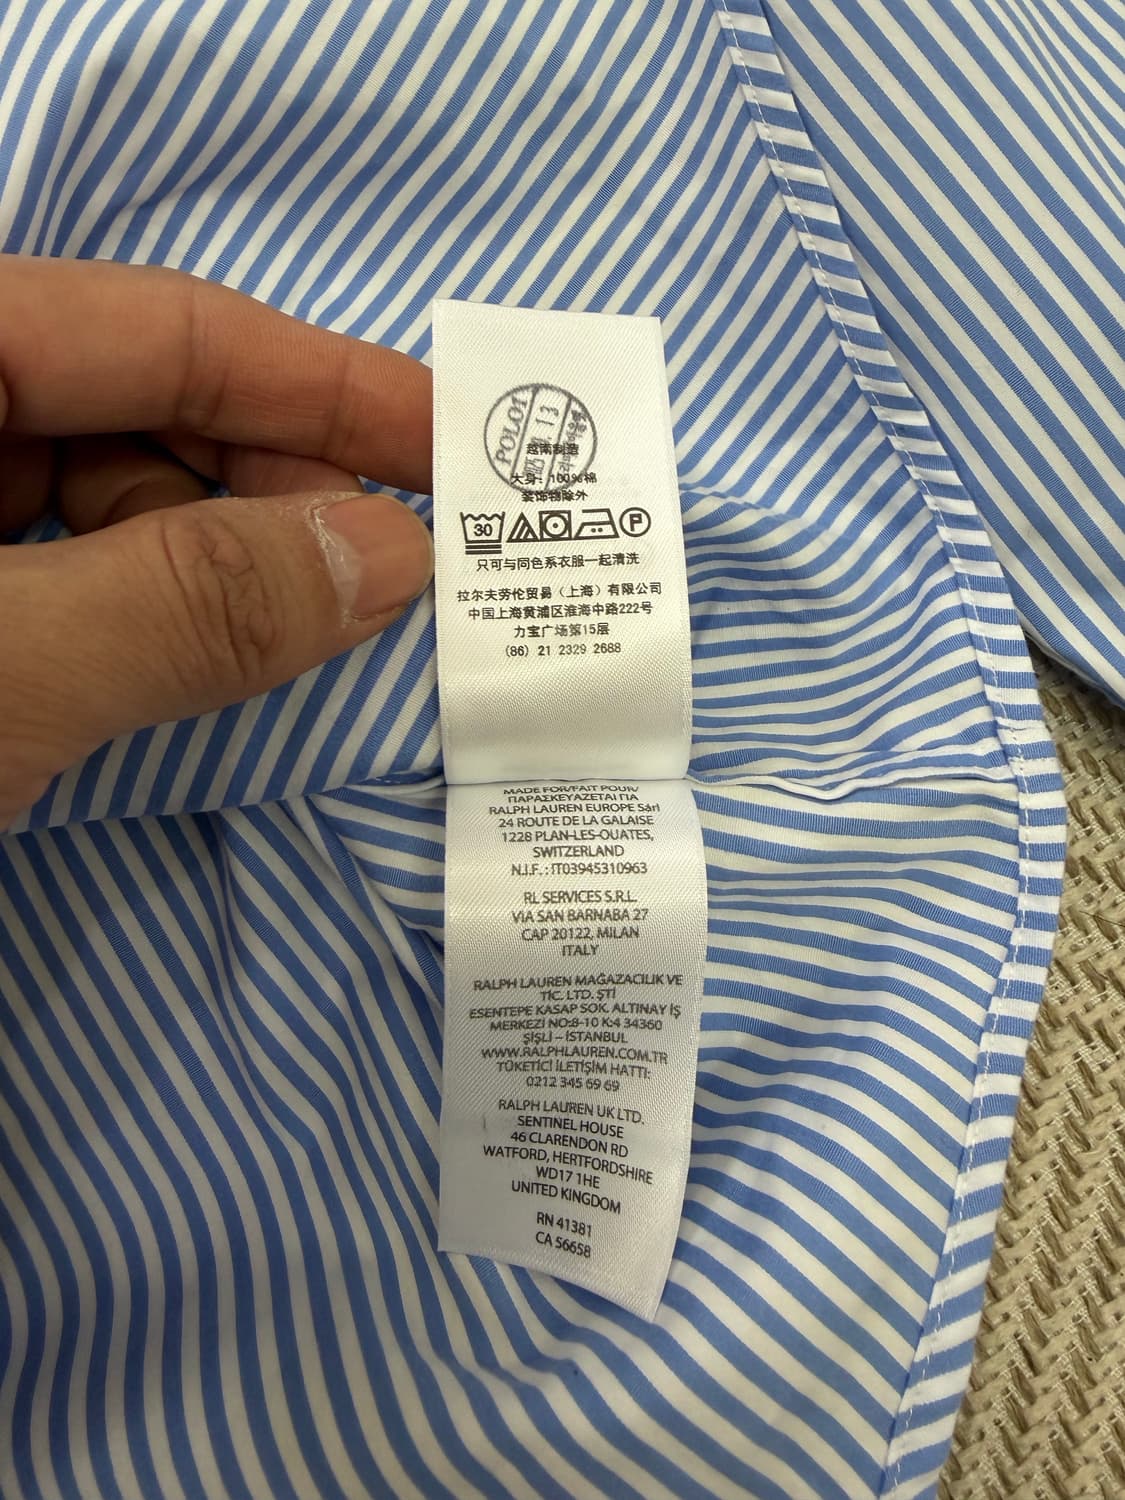 POLO1
13
越南制造
大身: 100%棉
装饰物除外
30
P
只可与同色系衣服一起清洗
拉尔夫劳伦贸易（上海）有限公司
中国上海黄浦区淮海中路222号
力宝广场第15层
(86) 21 2329 2688
MADE FOR/FAIT POUR/
ΠΑΡΑΣΚΕΥΑΖΕΤΑΙ ΓΙΑ
RALPH LAUREN EUROPE Sàrl
24 ROUTE DE LA GALAISE
1228 PLAN-LES-OUATES,
SWITZERLAND
N.I.F. : IT03945310963
RL SERVICES S.R.L.
VIA SAN BARNABA 27
CAP 20122, MILAN
ITALY
RALPH LAUREN MAĞAZACILIK VE
TİC. LTD. ŞTİ
ESENTEPE KASAP SOK. ALTINAY İŞ
MERKEZİ NO:8-10 K:4 34360
ŞİŞLİ – İSTANBUL
WWW.RALPHLAUREN.COM.TR
TÜKETİCİ İLETİŞİM HATTI:
0212 345 69 69
RALPH LAUREN UK LTD.
SENTINEL HOUSE
46 CLARENDON RD
WATFORD, HERTFORDSHIRE
WD17 1HE
UNITED KINGDOM
RN 41381
CA 56658